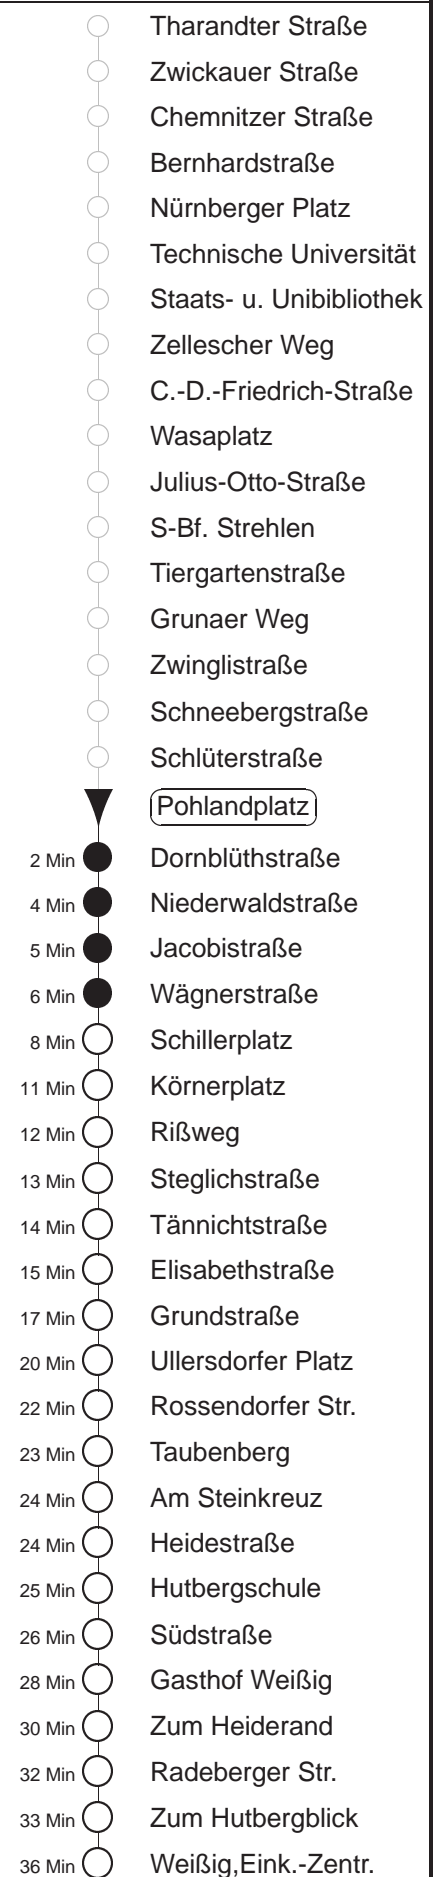 Tharandter Straße
Zwickauer Straße
Chemnitzer Straße
Bernhardstraße
Nürnberger Platz
Technische Universität
Staats- u. Unibibliothek
Zellescher Weg
C.-D.-Friedrich-Straße
Wasaplatz
Julius-Otto-Straße
S-Bf. Strehlen
Tiergartenstraße
Grunaer Weg
Zwinglistraße
Schneebergstraße
Schlüterstraße
Pohlandplatz
2 Min Dornblüthstraße
4 Min Niederwaldstraße
5 Min Jacobistraße
6 Min Wägnerstraße
8 Min Schillerplatz
11 Min Körnerplatz
12 Min Rißweg
13 Min Steglichstraße
14 Min Tännichtstraße
15 Min Elisabethstraße
17 Min Grundstraße
20 Min Ullersdorfer Platz
22 Min Rossendorfer Str.
23 Min Taubenberg
24 Min Am Steinkreuz
24 Min Heidestraße
25 Min Hutbergschule
26 Min Südstraße
28 Min Gasthof Weißig
30 Min Zum Heiderand
32 Min Radeberger Str.
33 Min Zum Hutbergblick
36 Min Weißig,Eink.-Zentr.